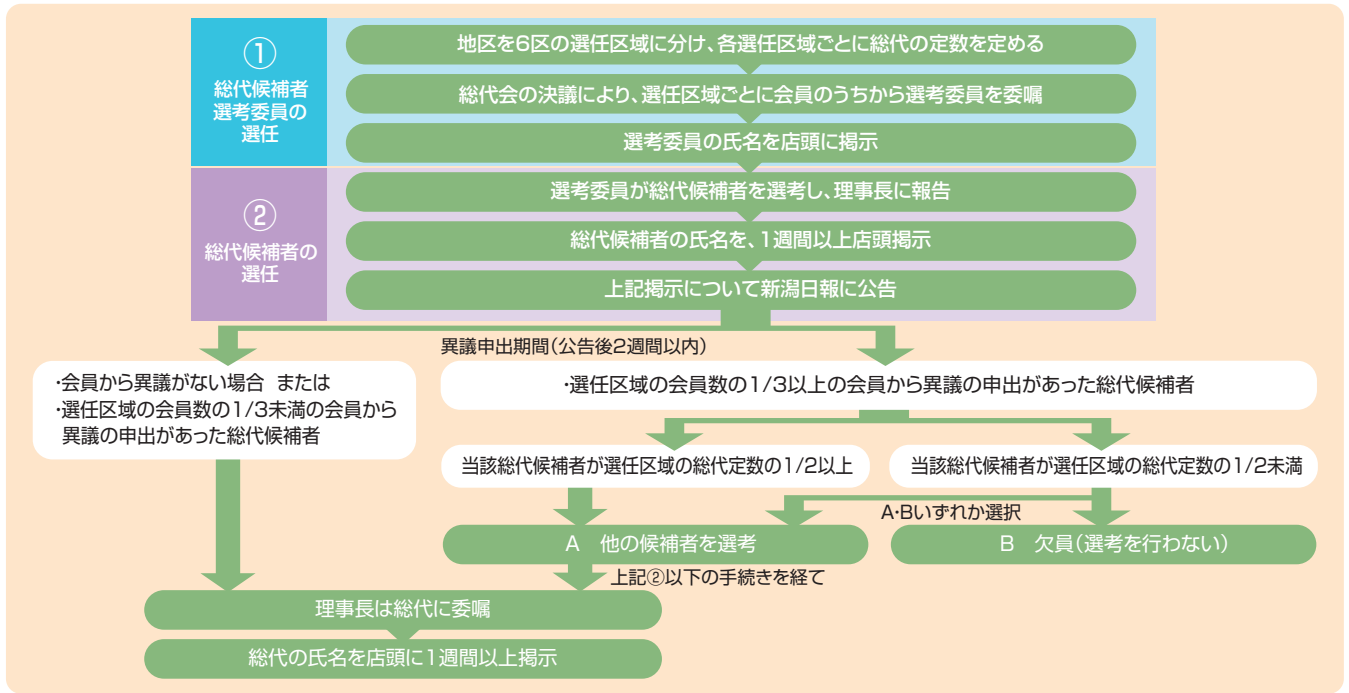 ①
総代候補者
選考委員の
選任
地区を6区の選任区域に分け、各選任区域ごとに総代の定数を定める
総代会の決議により、選任区域ごとに会員のうちから選考委員を委嘱
選考委員の氏名を店頭に掲示
②
総代候補者の
選任
選考委員が総代候補者を選考し、理事長に報告
総代候補者の氏名を、1週間以上店頭掲示
上記掲示について新潟日報に公告
異議申出期間(公告後2週間以内)
・会員から異議がない場合 または
・選任区域の会員数の1/3未満の会員から
異議の申出があった総代候補者
・選任区域の会員数の1/3以上の会員から異議の申出があった総代候補者
当該総代候補者が選任区域の総代定数の1/2以上
当該総代候補者が選任区域の総代定数の1/2未満
A・Bいずれか選択
A 他の候補者を選考
B 欠員(選考を行わない)
上記②以下の手続きを経て
理事長は総代に委嘱
総代の氏名を店頭に1週間以上掲示